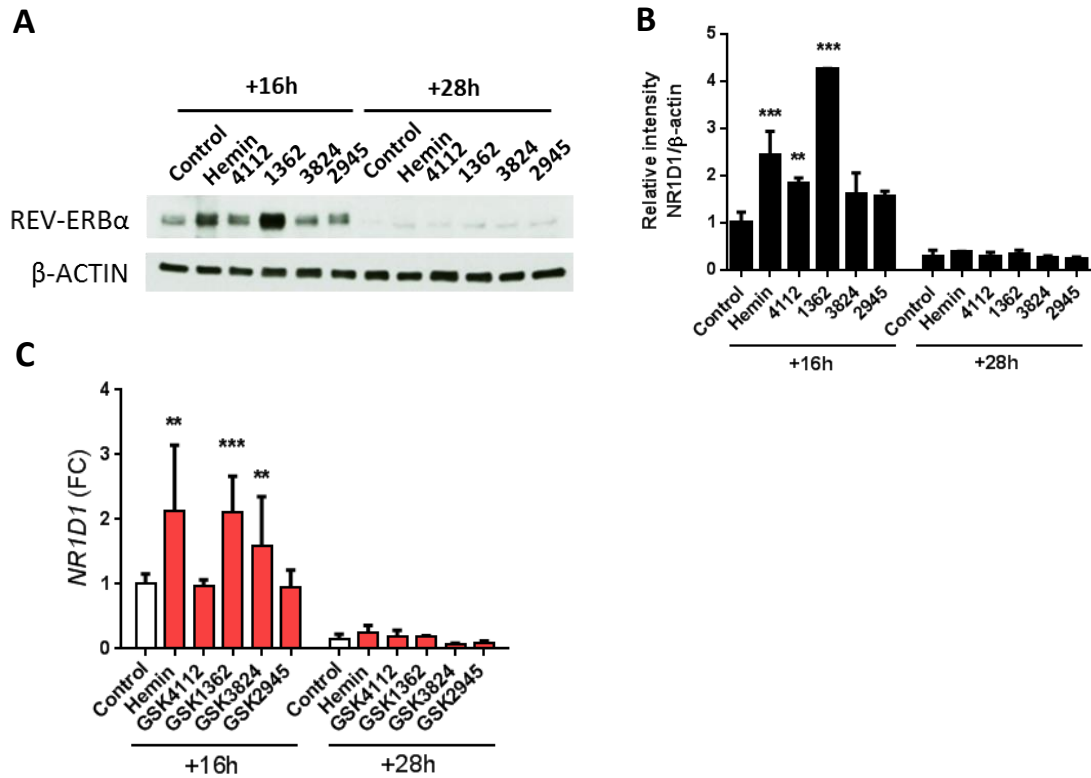 A
+16h +28h
Control Hemin 4112 1362 3824 2945 Control Hemin 4112 1362 3824 2945
REV-ERBα
β-ACTIN
B
Relative intensity
NR1D1/β-actin
5
4
3
2
1
0
*** ** ***
Control Hemin 4112 1362 3824 2945 Control Hemin 4112 1362 3824 2945
+16h +28h
C
NR1D1 (FC)
4
3
2
1
0
** *** **
Control Hemin GSK4112 GSK1362 GSK3824 GSK2945 Control Hemin GSK4112 GSK1362 GSK3824 GSK2945
+16h +28h